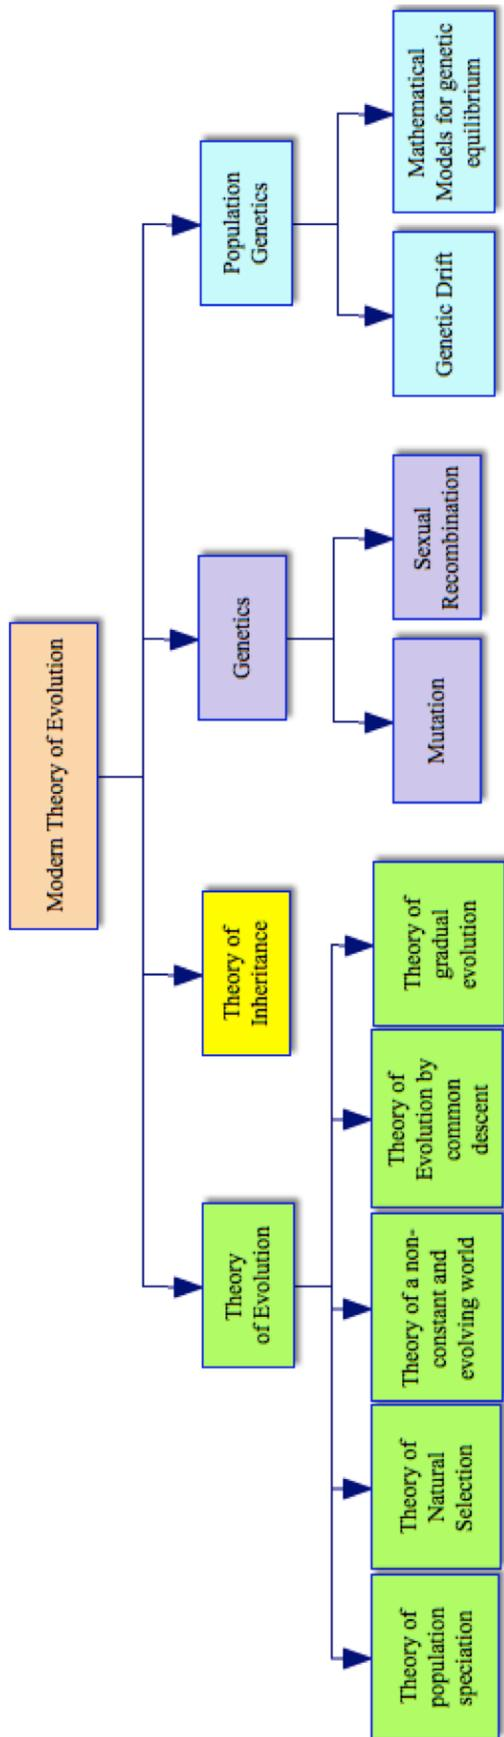 Modern Theory of Evolution
Theory
of Evolution
Theory of
Inheritance
Genetics
Population
Genetics
Theory of
population
speciation
Theory of
Natural
Selection
Theory of a non-
constant and
evolving world
Theory of
Evolution by
common
descent
Theory of
gradual
evolution
Mutation
Sexual
Recombination
Genetic Drift
Mathematical
Models for genetic
equilibrium